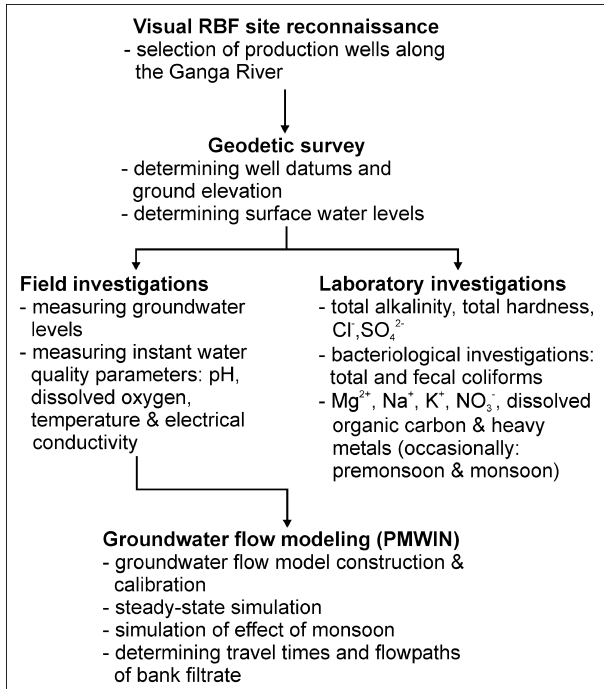 Visual RBF site reconnaissance
- selection of production wells along
the Ganga River
Geodetic survey
- determining well datums and
ground elevation
- determining surface water levels
Field investigations
- measuring groundwater
levels
- measuring instant water
quality parameters: pH,
dissolved oxygen,
temperature & electrical
conductivity
Laboratory investigations
- total alkalinity, total hardness,
Cl⁻,SO₄²⁻
- bacteriological investigations:
total and fecal coliforms
- Mg²⁺, Na⁺, K⁺, NO₃⁻, dissolved
organic carbon & heavy
metals (occasionally:
premonsoon & monsoon)
Groundwater flow modeling (PMWIN)
- groundwater flow model construction &
calibration
- steady-state simulation
- simulation of effect of monsoon
- determining travel times and flowpaths
of bank filtrate